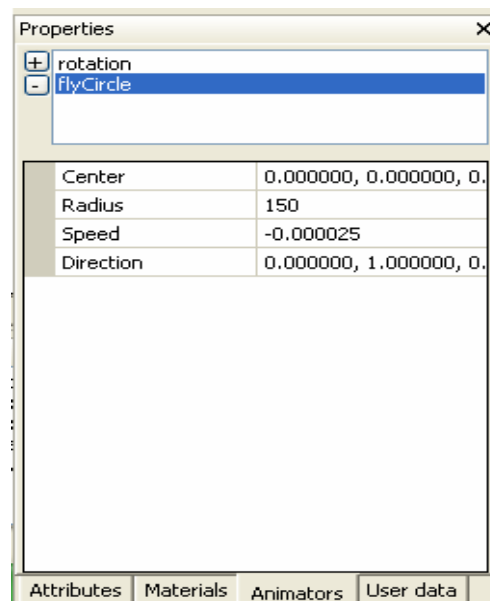 Properties
+ rotation
- flyCircle
Center 0.000000, 0.000000, 0.
Radius 150
Speed -0.000025
Direction 0.000000, 1.000000, 0.
Attributes Materials Animators User data